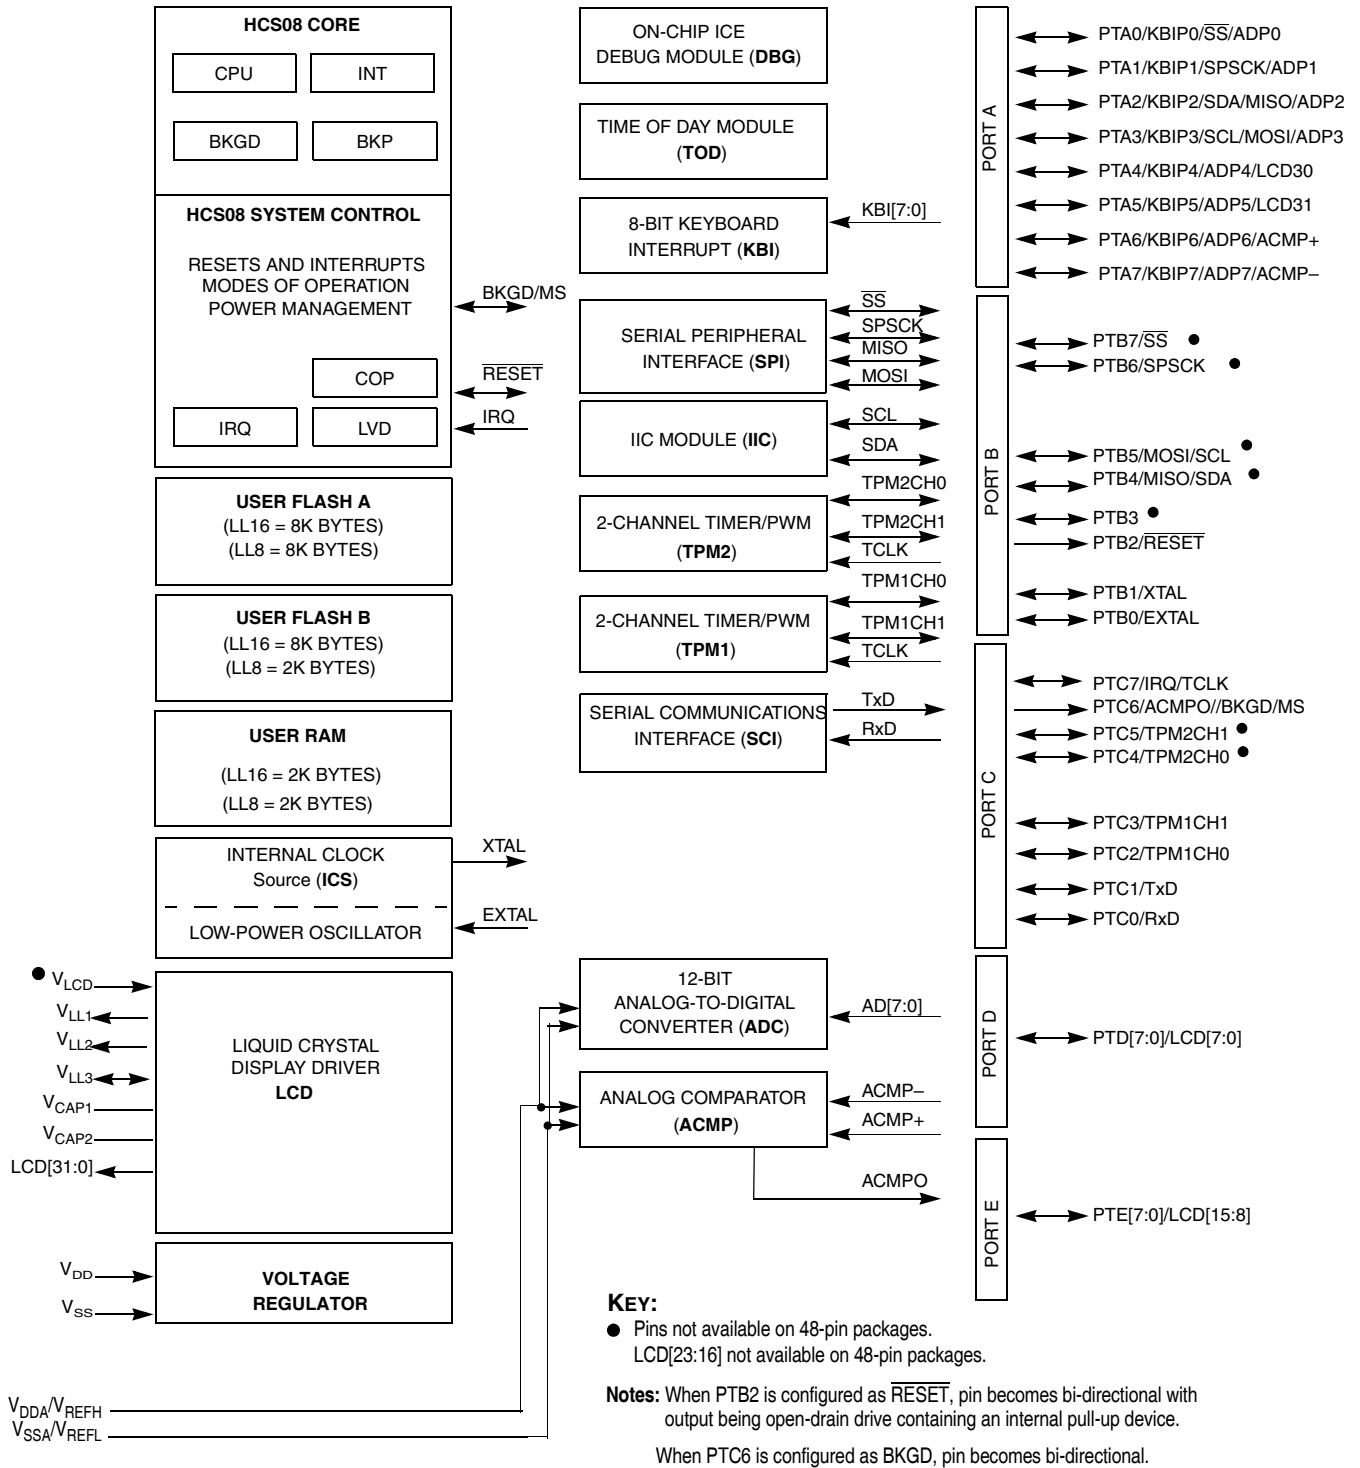 HCS08 CORE
CPU
INT
BKGD
BKP
HCS08 SYSTEM CONTROL
RESETS AND INTERRUPTS
MODES OF OPERATION
POWER MANAGEMENT
COP
IRQ
LVD
BKGD/MS
RESET
IRQ
USER FLASH A
(LL16 = 8K BYTES)
(LL8 = 8K BYTES)
USER FLASH B
(LL16 = 8K BYTES)
(LL8 = 2K BYTES)
USER RAM
(LL16 = 2K BYTES)
(LL8 = 2K BYTES)
INTERNAL CLOCK
Source (ICS)
LOW-POWER OSCILLATOR
XTAL
EXTAL
● VLCD
VLL1
VLL2
VLL3
VCAP1
VCAP2
LCD[31:0]
LIQUID CRYSTAL
DISPLAY DRIVER
LCD
VDD
VSS
VOLTAGE
REGULATOR
VDDA/VREFH
VSSA/VREFL
ON-CHIP ICE
DEBUG MODULE (DBG)
TIME OF DAY MODULE
(TOD)
8-BIT KEYBOARD
INTERRUPT (KBI)
KBI[7:0]
SERIAL PERIPHERAL
INTERFACE (SPI)
SS
SPSCK
MISO
MOSI
IIC MODULE (IIC)
SCL
SDA
2-CHANNEL TIMER/PWM
(TPM2)
TPM2CH0
TPM2CH1
TCLK
2-CHANNEL TIMER/PWM
(TPM1)
TPM1CH0
TPM1CH1
TCLK
SERIAL COMMUNICATIONS
INTERFACE (SCI)
TxD
RxD
12-BIT
ANALOG-TO-DIGITAL
CONVERTER (ADC)
AD[7:0]
ANALOG COMPARATOR
(ACMP)
ACMP–
ACMP+
ACMPO
PORT A
PTA0/KBIP0/SS/ADP0
PTA1/KBIP1/SPSCK/ADP1
PTA2/KBIP2/SDA/MISO/ADP2
PTA3/KBIP3/SCL/MOSI/ADP3
PTA4/KBIP4/ADP4/LCD30
PTA5/KBIP5/ADP5/LCD31
PTA6/KBIP6/ADP6/ACMP+
PTA7/KBIP7/ADP7/ACMP–
PORT B
PTB7/SS ●
PTB6/SPSCK ●
PTB5/MOSI/SCL ●
PTB4/MISO/SDA ●
PTB3 ●
PTB2/RESET
PTB1/XTAL
PTB0/EXTAL
PORT C
PTC7/IRQ/TCLK
PTC6/ACMPO//BKGD/MS
PTC5/TPM2CH1 ●
PTC4/TPM2CH0 ●
PTC3/TPM1CH1
PTC2/TPM1CH0
PTC1/TxD
PTC0/RxD
PORT D
PTD[7:0]/LCD[7:0]
PORT E
PTE[7:0]/LCD[15:8]
KEY:
● Pins not available on 48-pin packages.
LCD[23:16] not available on 48-pin packages.
Notes: When PTB2 is configured as RESET, pin becomes bi-directional with
output being open-drain drive containing an internal pull-up device.
When PTC6 is configured as BKGD, pin becomes bi-directional.